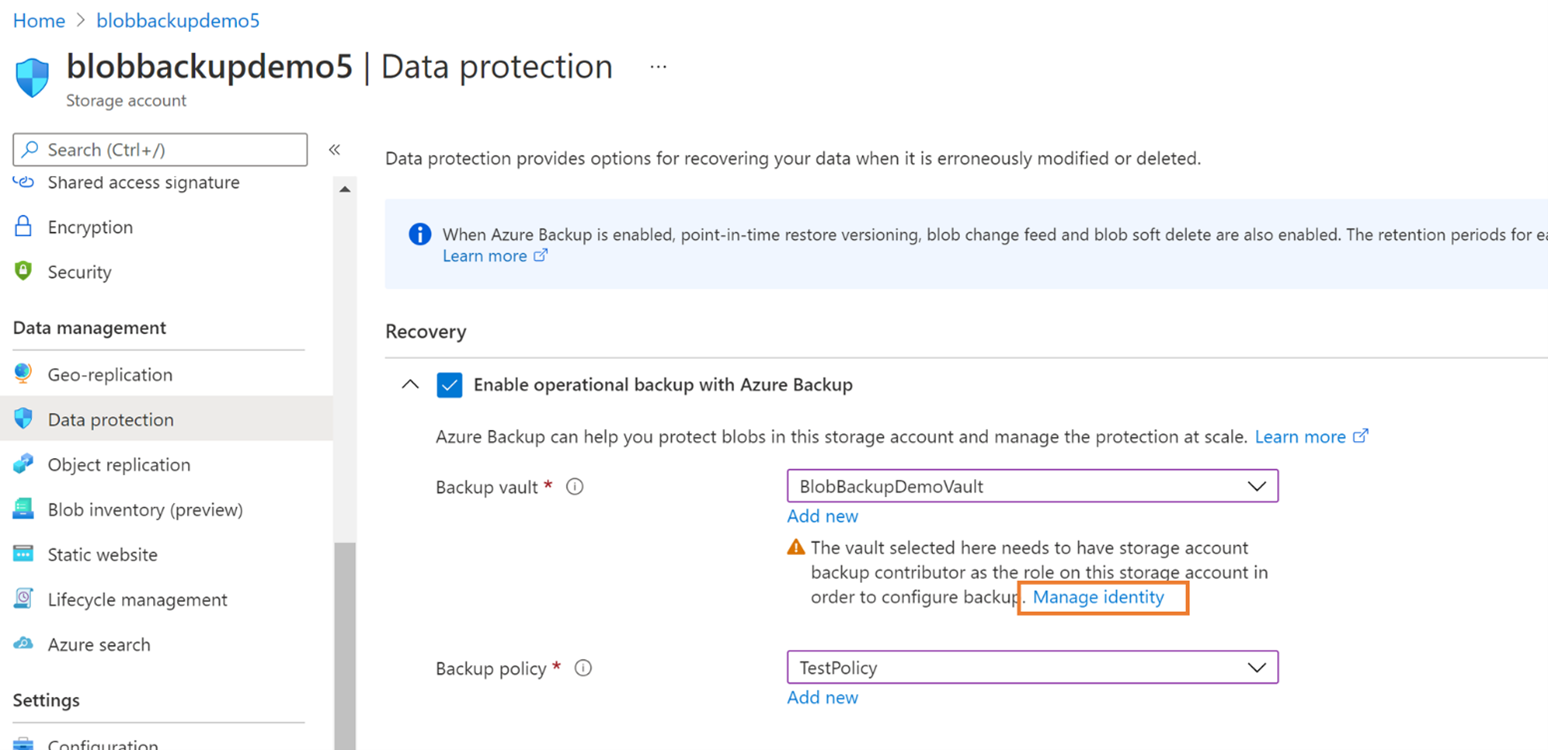 Home > blobbackupdemo5
blobbackupdemo5 | Data protection ...
Storage account
Search (Ctrl+/) «
Shared access signature
Encryption
Security
Data management
Geo-replication
Data protection
Object replication
Blob inventory (preview)
Static website
Lifecycle management
Azure search
Settings
Configuration
Data protection provides options for recovering your data when it is erroneously modified or deleted.
When Azure Backup is enabled, point-in-time restore versioning, blob change feed and blob soft delete are also enabled. The retention periods for
Learn more
Recovery
Enable operational backup with Azure Backup
Azure Backup can help you protect blobs in this storage account and manage the protection at scale. Learn more
Backup vault *
BlobBackupDemoVault
Add new
The vault selected here needs to have storage account
backup contributor as the role on this storage account in
order to configure backup. Manage identity
Backup policy *
TestPolicy
Add new